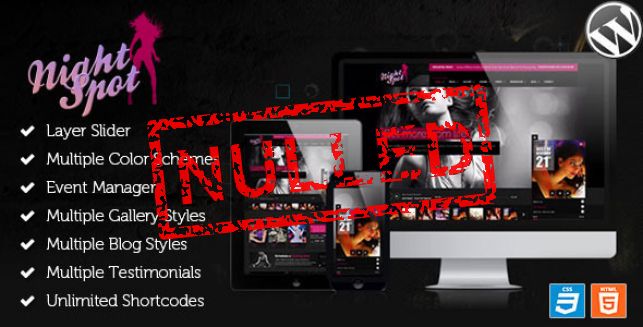 Night
Spot
Layer Slider
Multiple Color Schemes
Event Manager
Multiple Gallery Styles
Multiple Blog Styles
Multiple Testimonials
Unlimited Shortcodes
NULLED
21
21
W
CSS
3
HTML
5